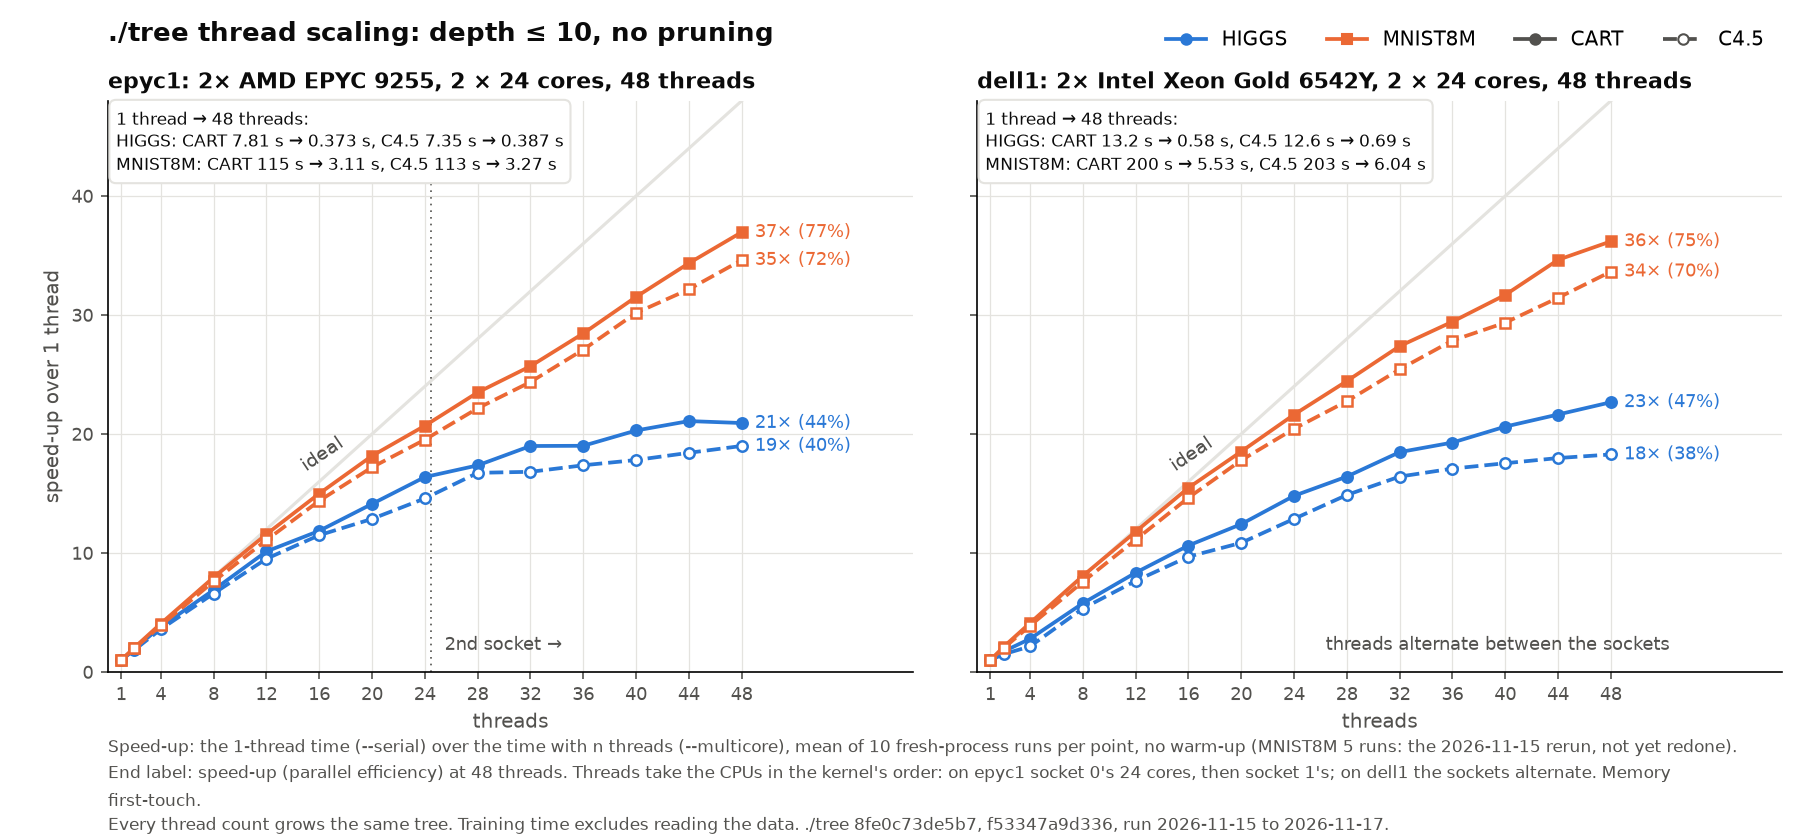 ./tree thread scaling: depth ≤ 10, no pruning
HIGGS
MNIST8M
CART
C4.5
epyc1: 2× AMD EPYC 9255, 2 × 24 cores, 48 threads
1 thread → 48 threads:
HIGGS: CART 7.81 s → 0.373 s, C4.5 7.35 s → 0.387 s
MNIST8M: CART 115 s → 3.11 s, C4.5 113 s → 3.27 s
speed-up over 1 thread
40
30
20
10
0
ideal
37× (77%)
35× (72%)
21× (44%)
19× (40%)
2nd socket →
1 4 8 12 16 20 24 28 32 36 40 44 48
threads
dell1: 2× Intel Xeon Gold 6542Y, 2 × 24 cores, 48 threads
1 thread → 48 threads:
HIGGS: CART 13.2 s → 0.58 s, C4.5 12.6 s → 0.69 s
MNIST8M: CART 200 s → 5.53 s, C4.5 203 s → 6.04 s
ideal
36× (75%)
34× (70%)
23× (47%)
18× (38%)
threads alternate between the sockets
1 4 8 12 16 20 24 28 32 36 40 44 48
threads
Speed-up: the 1-thread time (--serial) over the time with n threads (--multicore), mean of 10 fresh-process runs per point, no warm-up (MNIST8M 5 runs: the 2026-11-15 rerun, not yet redone).
End label: speed-up (parallel efficiency) at 48 threads. Threads take the CPUs in the kernel's order: on epyc1 socket 0's 24 cores, then socket 1's; on dell1 the sockets alternate. Memory
first-touch.
Every thread count grows the same tree. Training time excludes reading the data. ./tree 8fe0c73de5b7, f53347a9d336, run 2026-11-15 to 2026-11-17.